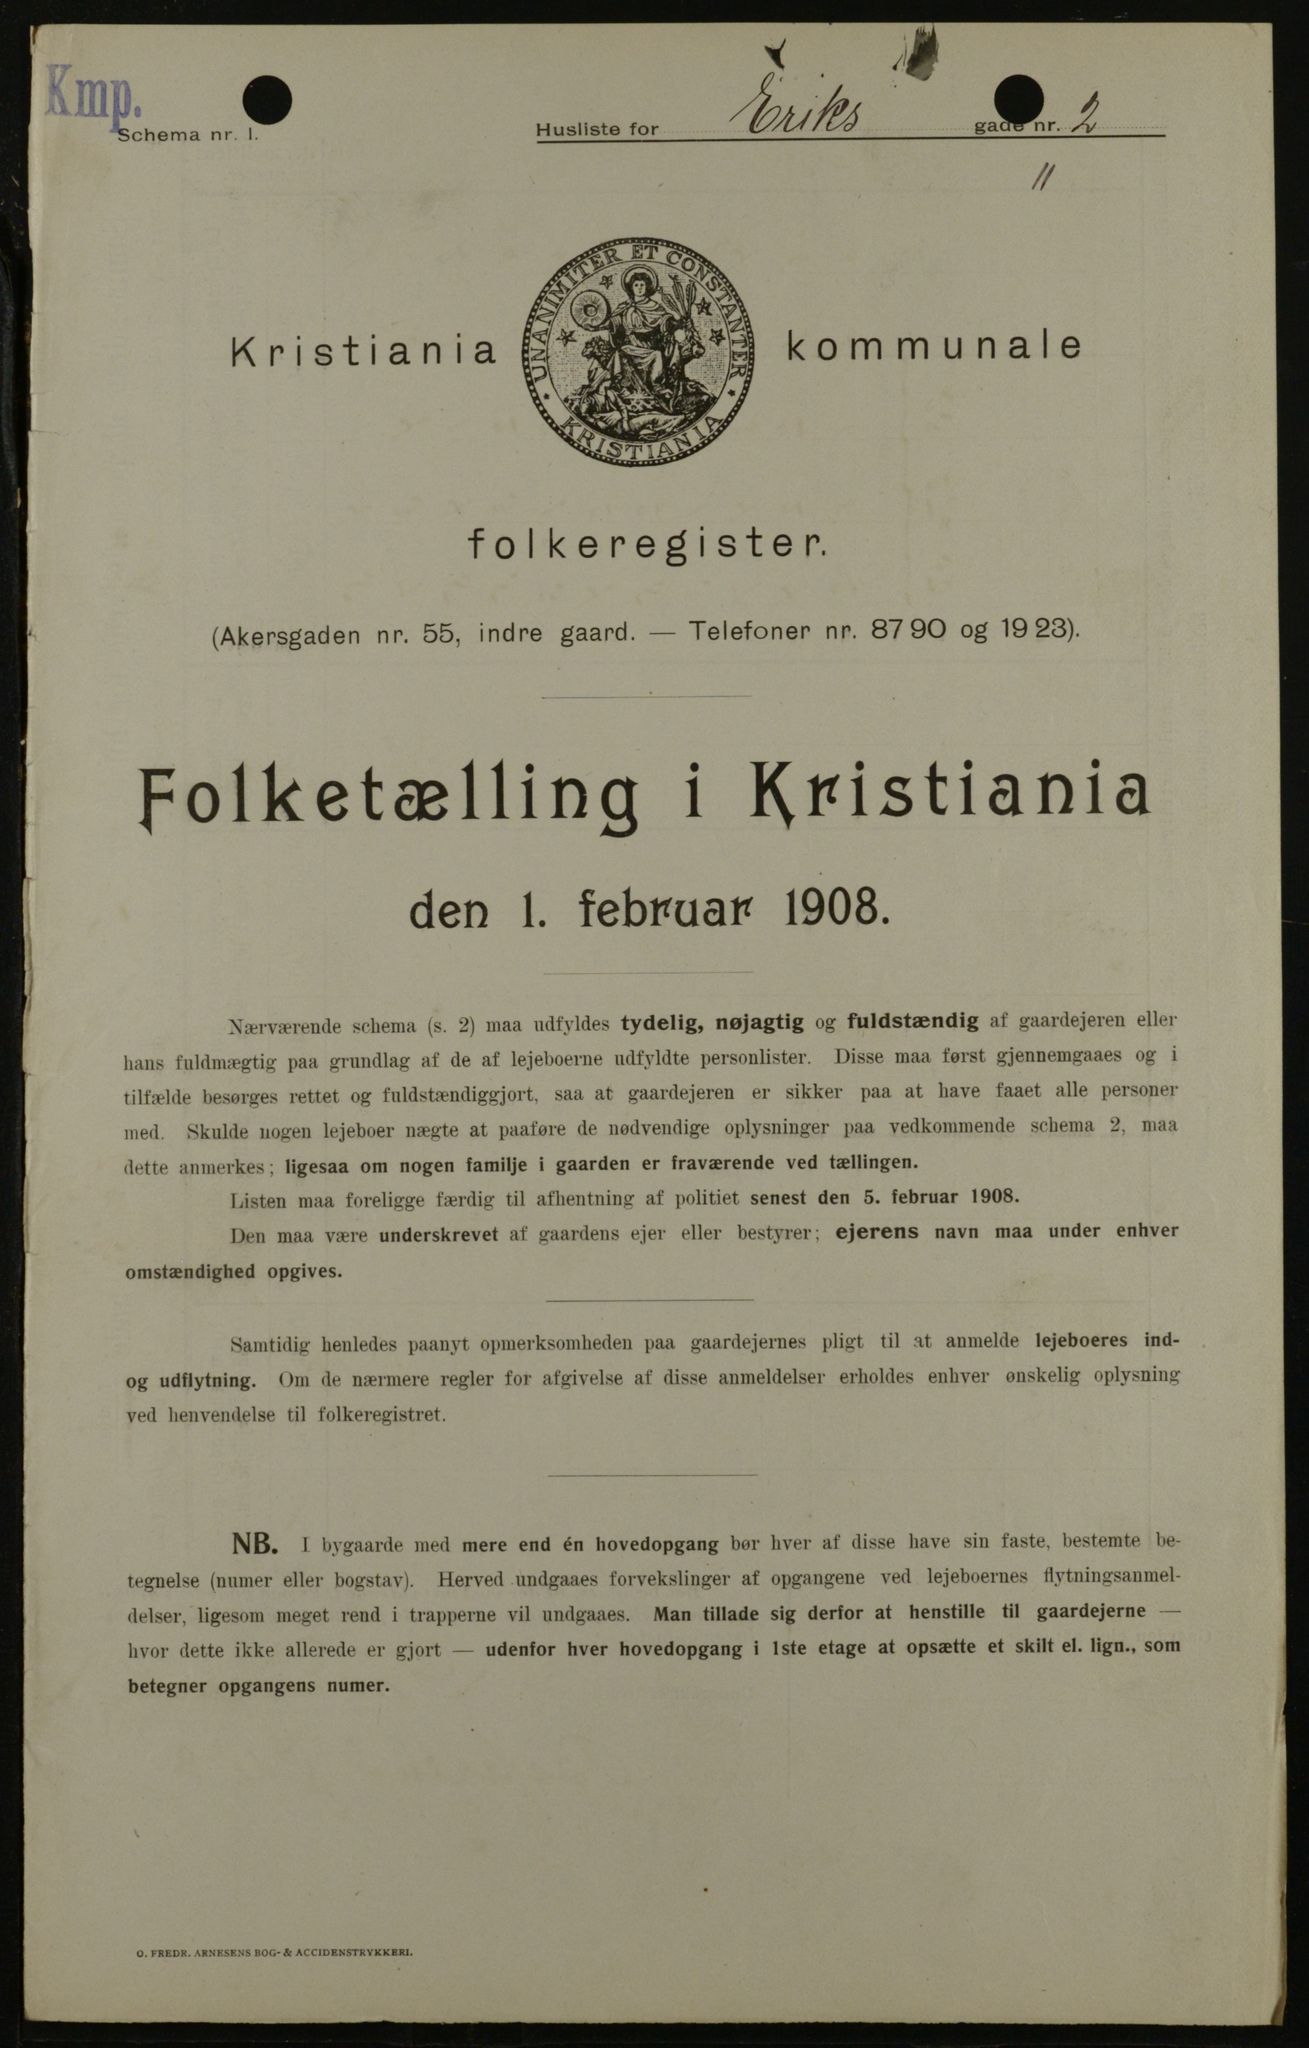 Kmp.
Schema nr. 1.
Husliste for Eriks gade nr. 2
11
UNANIMITER ET CONSTANTER
KRISTIANIA
Kristiania kommunale
folkeregister.
(Akersgaden nr. 55, indre gaard. — Telefoner nr. 87 90 og 19 23).
Folketælling i Kristiania
den 1. februar 1908.
Nærværende schema (s. 2) maa udfyldes tydelig, nøjagtig og fuldstændig af gaardejeren eller
hans fuldmægtig paa grundlag af de af lejeboerne udfyldte personlister. Disse maa først gjennemgaaes og i
tilfælde besørges rettet og fuldstændiggjort, saa at gaardejeren er sikker paa at have faaet alle personer
med. Skulde nogen lejeboer nægte at paaføre de nødvendige oplysninger paa vedkommende schema 2, maa
dette anmerkes; ligesaa om nogen familje i gaarden er fraværende ved tællingen.
Listen maa foreligge færdig til afhentning af politiet senest den 5. februar 1908.
Den maa være underskrevet af gaardens ejer eller bestyrer; ejerens navn maa under enhver
omstændighed opgives.
Samtidig henledes paanyt opmerksomheden paa gaardejernes pligt til at anmelde lejeboeres ind-
og udflytning. Om de nærmere regler for afgivelse af disse anmeldelser erholdes enhver ønskelig oplysning
ved henvendelse til folkeregistret.
NB. I bygaarde med mere end én hovedopgang bør hver af disse have sin faste, bestemte be-
tegnelse (numer eller bogstav). Herved undgaaes forvekslinger af opgangene ved lejeboernes flytningsanmel-
delser, ligesom meget rend i trapperne vil undgaaes. Man tillade sig derfor at henstille til gaardejerne —
hvor dette ikke allerede er gjort — udenfor hver hovedopgang i 1ste etage at opsætte et skilt el. lign., som
betegner opgangens numer.
O. FREDR. ARNESENS BOG- & ACCIDENSTRYKKERI.